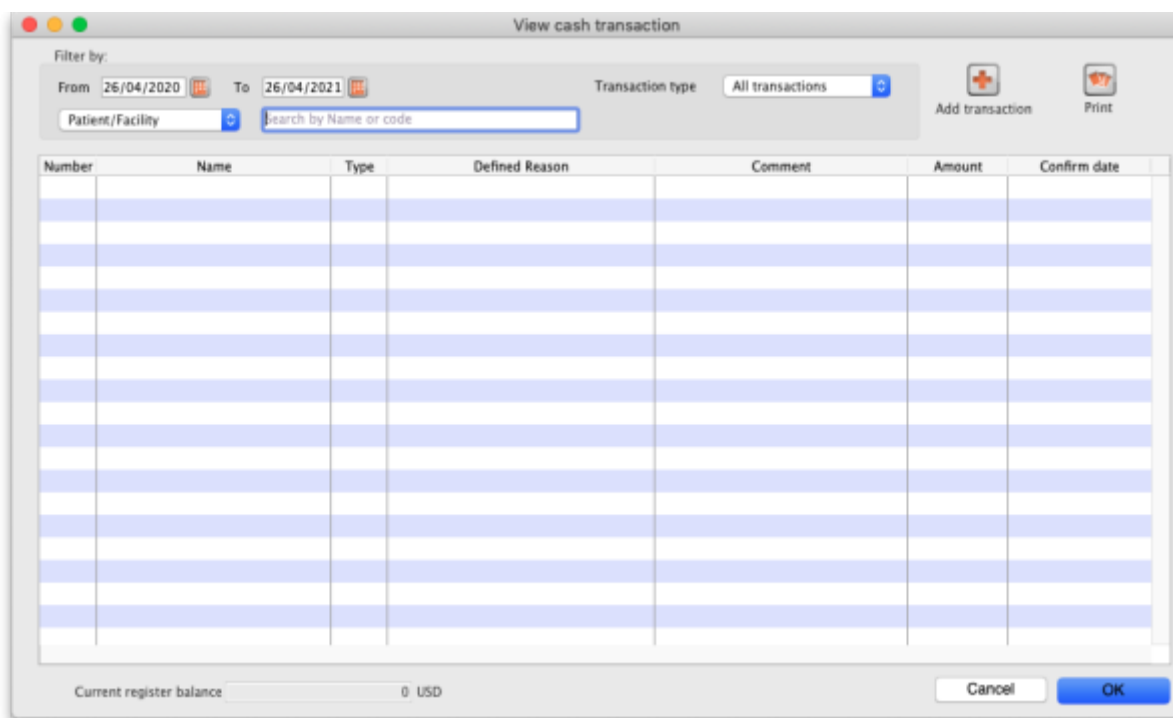 View cash transaction
Filter by:
From 26/04/2020 To 26/04/2021 Transaction type All transactions
Add transaction Print
Patient/Facility Search by Name or code
Number Name Type Defined Reason Comment Amount Confirm date
Current register balance 0 USD Cancel OK